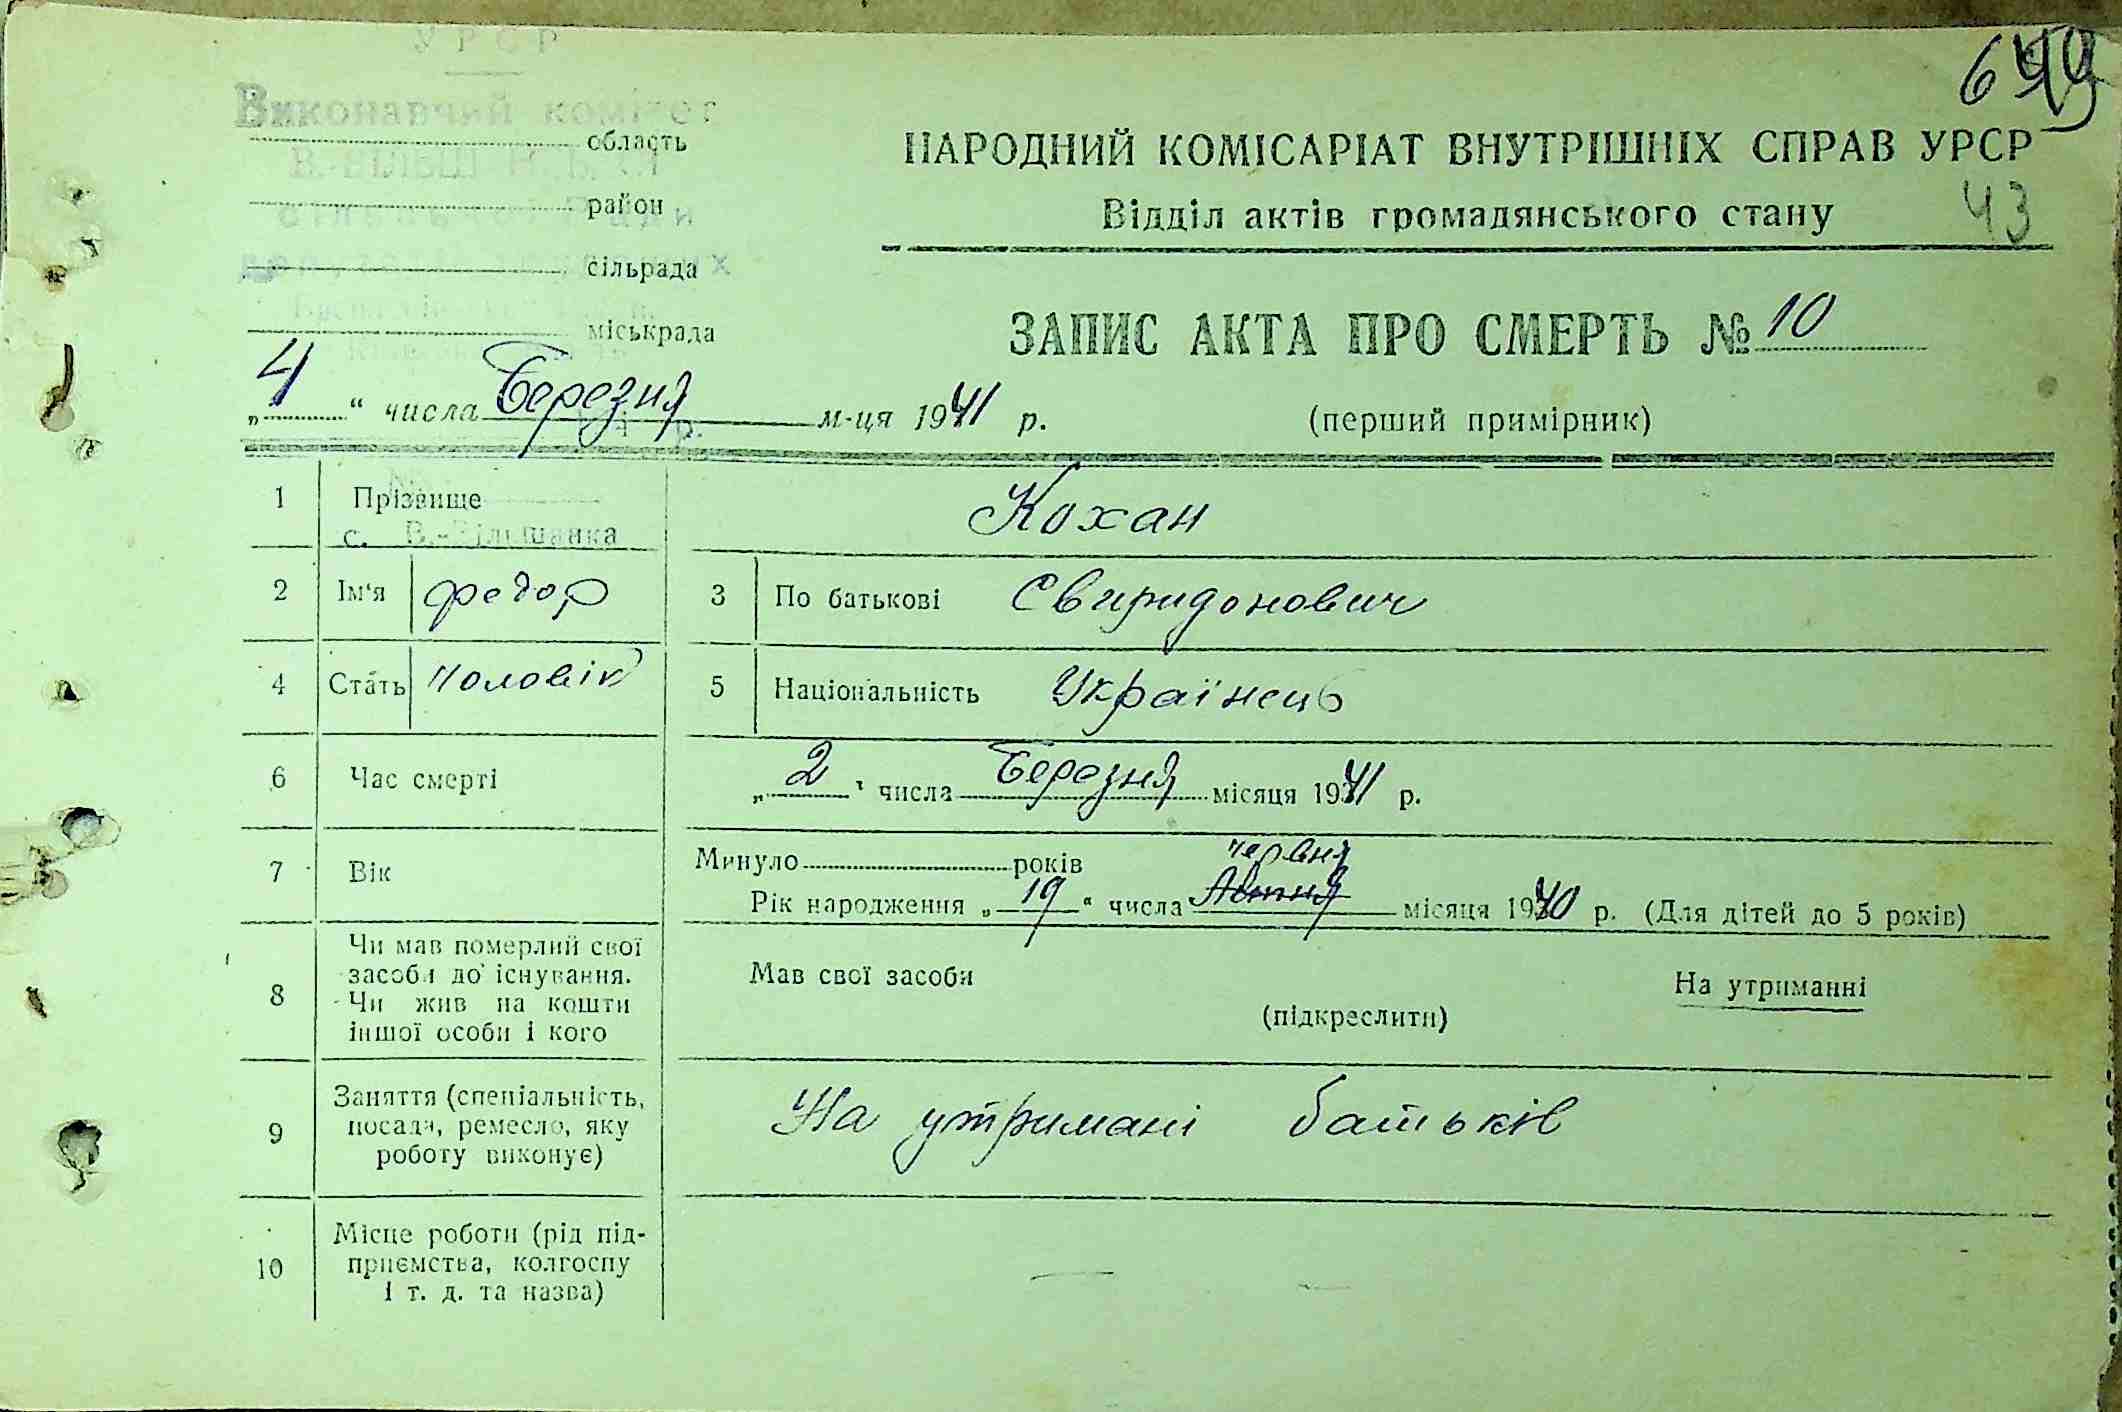 УРСР
Виконавчий комітет
область
В.-ВІЛЬШ
район
сільської Ради
сільрада
міськрада
НАРОДНИЙ КОМІСАРІАТ ВНУТРІШНІХ СПРАВ УРСР
Відділ актів громадянського стану
43
ЗАПИС АКТА ПРО СМЕРТЬ № 10
„4“ числа Березня м-ця 1941 р.
(перший примірник)
1 Прізвище Кохан
с. В.-Вільшанка
2 Ім'я Федор 3 По батькові Свиридонович
4 Стать чоловік 5 Національність Українець
6 Час смерті „2“ числа Березня місяця 1941 р.
7 Вік Минуло років
червня
Рік народження „19“ числа місяця 1940 р. (Для дітей до 5 років)
8 Чи мав померлий свої
засоби до існування.
Чи жив на кошти
іншої особи і кого
Мав свої засоби
(підкреслити)
На утриманні
9 Заняття (спеціальність,
посада, ремесло, яку
роботу виконує)
На утримані батьків
10 Місце роботи (рід під-
приємства, колгоспу
і т. д. та назва)